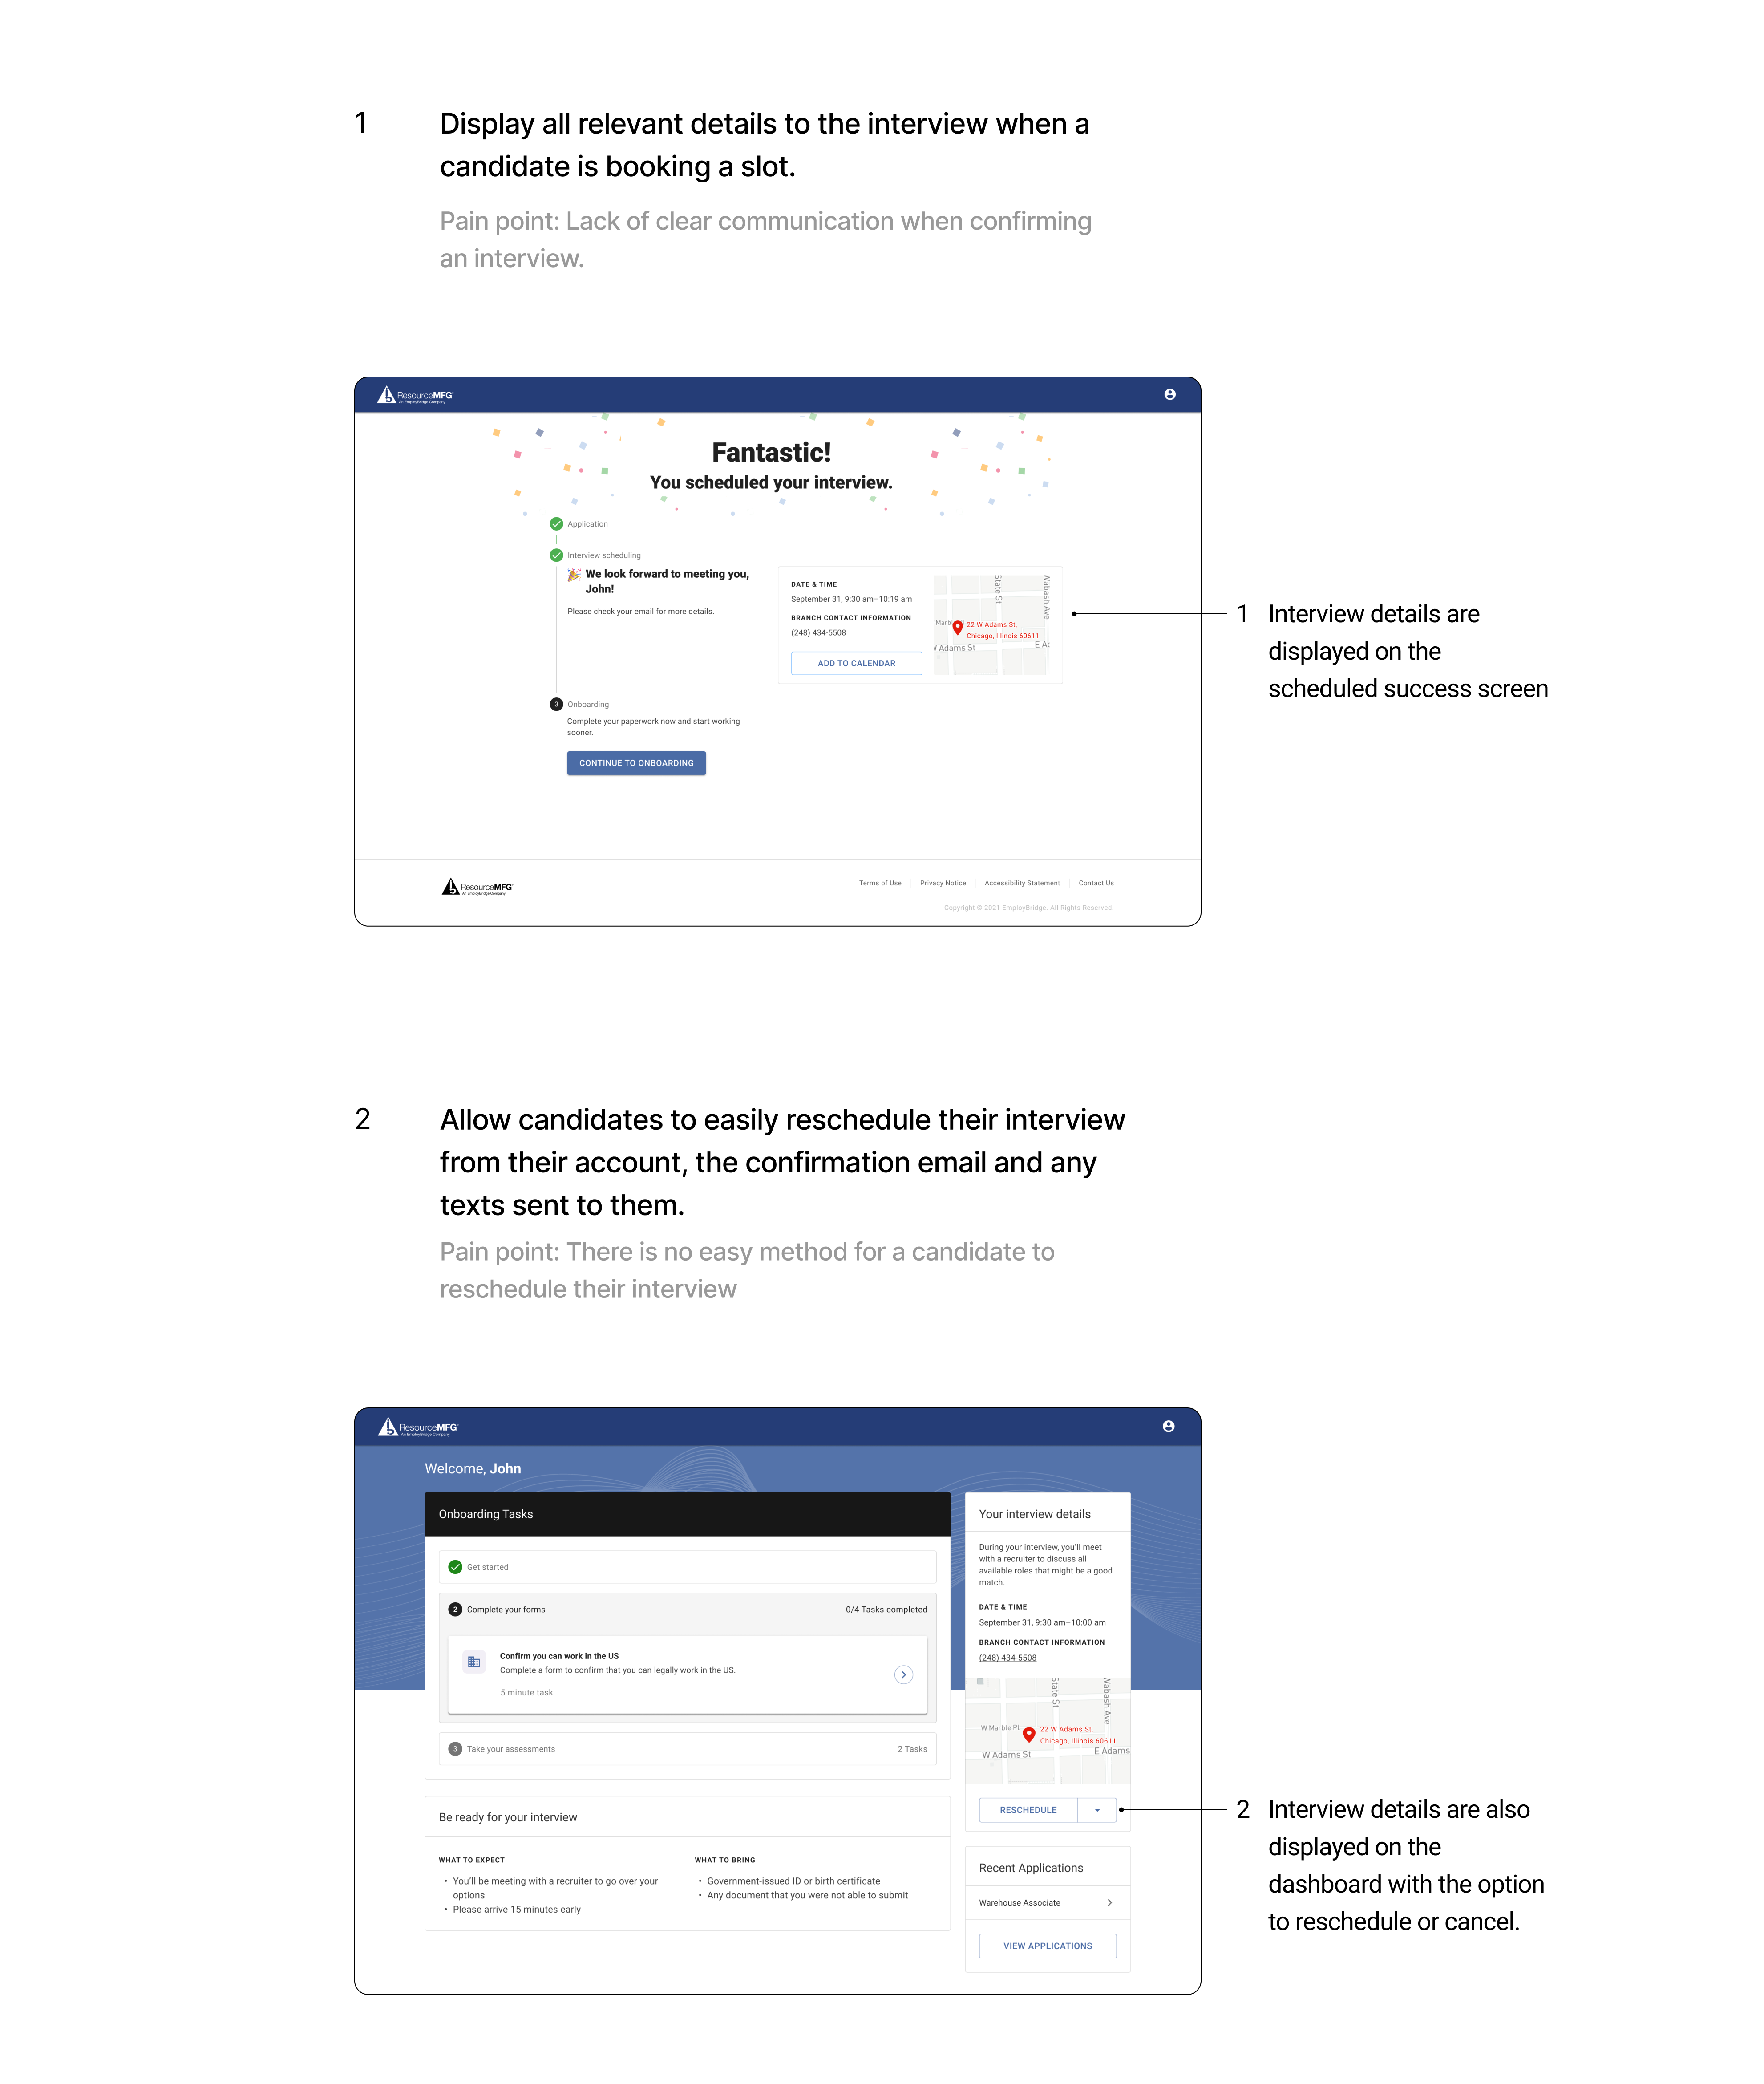 1
Display all relevant details to the interview when a
candidate is booking a slot.
Pain point: Lack of clear communication when confirming
an interview.
ResourceMFG
An EmployBridge Company
Fantastic!
You scheduled your interview.
Application
Interview scheduling
We look forward to meeting you,
John!
Please check your email for more details.
DATE & TIME
September 31, 9:30 am–10:19 am
BRANCH CONTACT INFORMATION
(248) 434-5508
ADD TO CALENDAR
State St
Wabash Ave
22 W Adams St,
Chicago, Illinois 60611
W Adams St
1 Interview details are
displayed on the
scheduled success screen
3 Onboarding
Complete your paperwork now and start working
sooner.
CONTINUE TO ONBOARDING
ResourceMFG
An EmployBridge Company
Terms of Use
Privacy Notice
Accessibility Statement
Contact Us
Copyright © 2021 EmployBridge. All Rights Reserved.
2
Allow candidates to easily reschedule their interview
from their account, the confirmation email and any
texts sent to them.
Pain point: There is no easy method for a candidate to
reschedule their interview
ResourceMFG
An EmployBridge Company
Welcome, John
Onboarding Tasks
Get started
2 Complete your forms 0/4 Tasks completed
Confirm you can work in the US
Complete a form to confirm that you can legally work in the US.
5 minute task
3 Take your assessments 2 Tasks
Be ready for your interview
WHAT TO EXPECT
• You'll be meeting with a recruiter to go over your
options
• Please arrive 15 minutes early
WHAT TO BRING
• Government-issued ID or birth certificate
• Any document that you were not able to submit
Your interview details
During your interview, you'll meet
with a recruiter to discuss all
available roles that might be a good
match.
DATE & TIME
September 31, 9:30 am–10:00 am
BRANCH CONTACT INFORMATION
(248) 434-5508
State St
Wabash Ave
W Marble Pl
22 W Adams St,
Chicago, Illinois 60611
W Adams St
E Adams
RESCHEDULE
2 Interview details are also
displayed on the
dashboard with the option
to reschedule or cancel.
Recent Applications
Warehouse Associate
VIEW APPLICATIONS